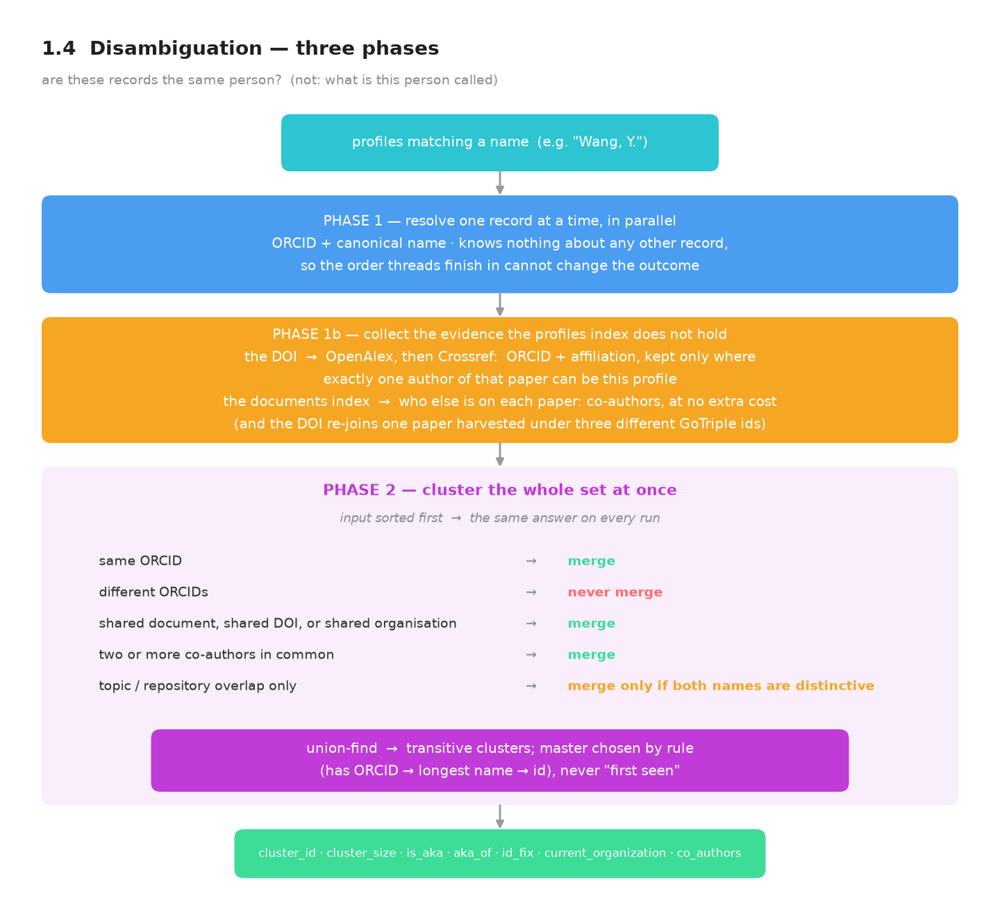 1.4  Disambiguation — three phases
are these records the same person?  (not: what is this person called)
profiles matching a name  (e.g. "Wang, Y.")
PHASE 1 — resolve one record at a time, in parallel
ORCID + canonical name · knows nothing about any other record,
so the order threads finish in cannot change the outcome
PHASE 1b — collect the evidence the profiles index does not hold
the DOI  →  OpenAlex, then Crossref:  ORCID + affiliation, kept only where
exactly one author of that paper can be this profile
the documents index  →  who else is on each paper: co-authors, at no extra cost
(and the DOI re-joins one paper harvested under three different GoTriple ids)
PHASE 2 — cluster the whole set at once
input sorted first  →  the same answer on every run
same ORCID → merge
different ORCIDs → never merge
shared document, shared DOI, or shared organisation → merge
two or more co-authors in common → merge
topic / repository overlap only → merge only if both names are distinctive
union-find  →  transitive clusters; master chosen by rule
(has ORCID → longest name → id), never "first seen"
cluster_id · cluster_size · is_aka · aka_of · id_fix · current_organization · co_authors